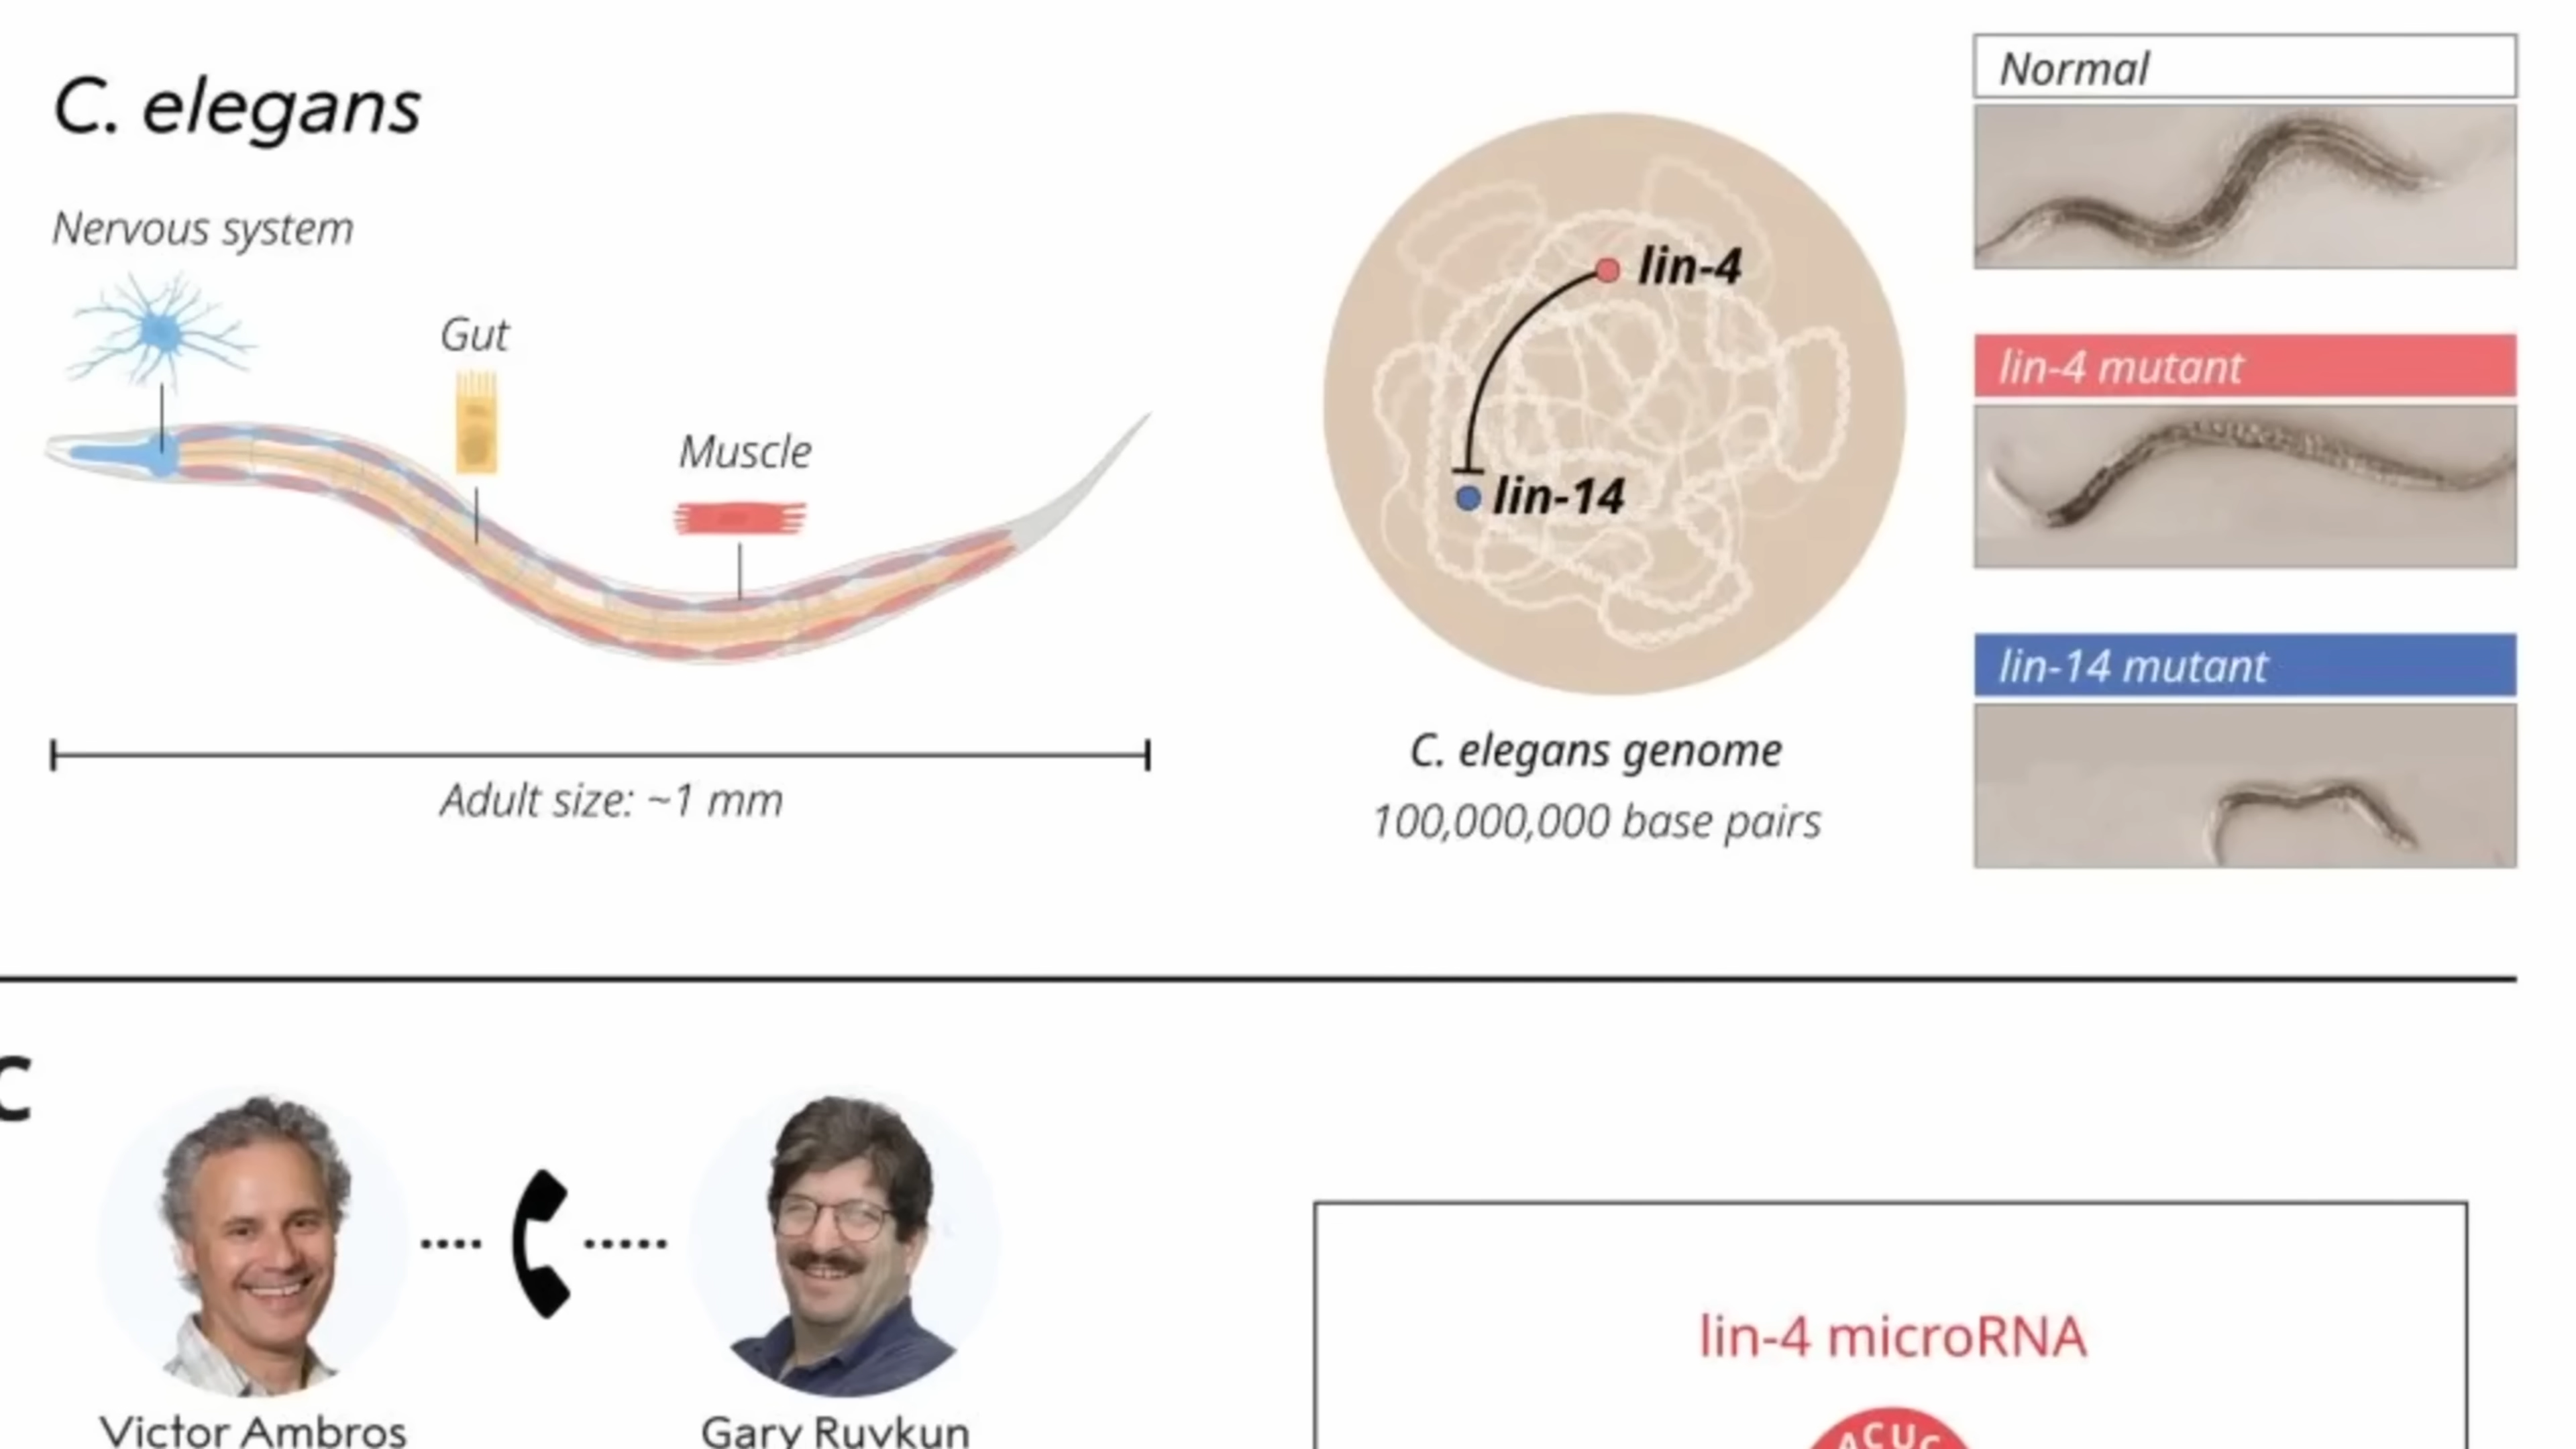 C. elegans
Nervous system
Gut
Muscle
Adult size: ~1 mm
lin-4
lin-14
C. elegans genome
100,000,000 base pairs
Normal
lin-4 mutant
lin-14 mutant
C
Victor Ambros
Gary Ruvkun
lin-4 microRNA
ACUC